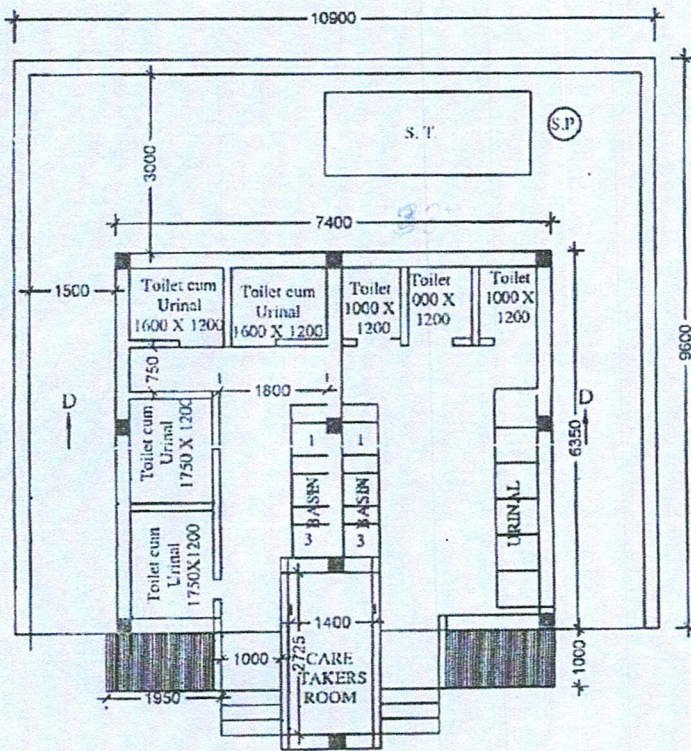 10900
S. T.
S.P
3000
7400
1500
Toilet cum
Urinal
1600 X 1200
Toilet cum
Urinal
1600 X 1200
Toilet
1000 X
1200
Toilet
000 X
1200
Toilet
1000 X
1200
9600
750
1800
D
D
6350
Toilet cum
Urinal
1750 X 1200
1
BASIN
3
1
BASIN
3
URINAL
Toilet cum
Urinal
1750X1200
1400
2725
1000
CARE
TAKERS
ROOM
1000
1950